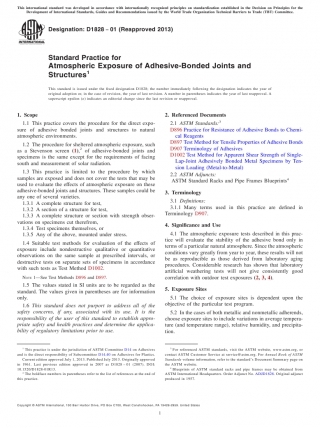 This international standard was developed in accordance with internationally recognized principles on standardization established in the Decision on Principles for the
Development of International Standards, Guides and Recommendations issued by the World Trade Organization Technical Barriers to Trade (TBT) Committee.
Designation: D1828 − 01 (Reapproved 2013)
Standard Practice for
Atmospheric Exposure of Adhesive-Bonded Joints and
Structures1
This standard is issued under the fixed designation D1828; the number immediately following the designation indicates the year of
original adoption or, in the case of revision, the year of last revision. A number in parentheses indicates the year of last reapproval. A
superscript epsilon (ε) indicates an editorial change since the last revision or reapproval.
1. Scope
1.1 This practice covers the procedure for the direct expo-
sure of adhesive bonded joints and structures to natural
atmospheric environments.
1.2 The procedure for sheltered atmospheric exposure, such
as a Stevenson screen (1),2 of adhesive-bonded joints and
specimens is the same except for the requirements of facing
south and measurement of solar radiation.
1.3 This practice is limited to the procedure by which
samples are exposed and does not cover the tests that may be
used to evaluate the effects of atmospheric exposure on these
adhesive bonded joints and structures. These samples could be
any one of several varieties.
1.3.1 A complete structure for test,
1.3.2 A section of a structure for test,
1.3.3 A complete structure or section with strength obser-
vations on specimens cut therefrom,
1.3.4 Test specimens themselves, or
1.3.5 Any of the above, mounted under stress.
1.4 Suitable test methods for evaluation of the effects of
exposure include nondestructive qualitative or quantitative
observations on the same sample at prescribed intervals, or
destructive tests on separate sets of specimens in accordance
with such tests as Test Method D1002.
NOTE 1—See Test Methods D896 and D897.
1.5 The values stated in SI units are to be regarded as the
standard. The values given in parentheses are for information
only.
1.6 This standard does not purport to address all of the
safety concerns, if any, associated with its use. It is the
responsibility of the user of this standard to establish appro-
priate safety and health practices and determine the applica-
bility of regulatory limitations prior to use.
2. Referenced Documents
2.1 ASTM Standards:3
D896 Practice for Resistance of Adhesive Bonds to Chemi-
cal Reagents
D897 Test Method for Tensile Properties of Adhesive Bonds
D907 Terminology of Adhesives
D1002 Test Method for Apparent Shear Strength of Single-
Lap-Joint Adhesively Bonded Metal Specimens by Ten-
sion Loading (Metal-to-Metal)
2.2 ASTM Adjuncts:
ASTM Standard Racks and Pipe Frames Blueprints4
3. Terminology
3.1 Definitions:
3.1.1 Many terms used in this practice are defined in
Terminology D907.
4. Significance and Use
4.1 The atmospheric exposure tests described in this prac-
tice will evaluate the stability of the adhesive bond only in
terms of a particular natural atmosphere. Since the atmospheric
conditions vary greatly from year to year, these results will not
be as reproducible as those derived from laboratory aging
procedures. Considerable research has shown that laboratory
artificial weathering tests will not give consistently good
correlation with outdoor exposures (2, 3, 4).
5. Exposure Sites
5.1 The choice of exposure sites is dependent upon the
objective of the particular test program.
5.2 In the cases of both metallic and nonmetallic adherends,
choose exposure sites to include variations in average tempera-
ture (and temperature range), relative humidity, and precipita-
tion.
1 This practice is under the jurisdiction of ASTM Committee D14 on Adhesives
and is the direct responsibility of Subcommittee D14.80 on Adhesives for Plastics.
Current edition approved July 1, 2013. Published July 2013. Originally approved
in 1961. Last previous edition approved in 2007 as D1828 – 01 (2007). DOI:
10.1520/D1828-01R13.
2 The boldface numbers in parentheses refer to the list of references at the end of
this practice.
3 For referenced ASTM standards, visit the ASTM website, www.astm.org, or
contact ASTM Customer Service at service@astm.org. For Annual Book of ASTM
Standards volume information, refer to the standard's Document Summary page on
the ASTM website.
4 Blueprints of standard racks and pipe frames may be obtained from
ASTM International Headquarters. Order Adjunct No. Original adjunct
produced in 1957.
Copyright © ASTM International, 100 Barr Harbor Drive, PO Box C700, West Conshohocken, PA 19428-2959. United States
1